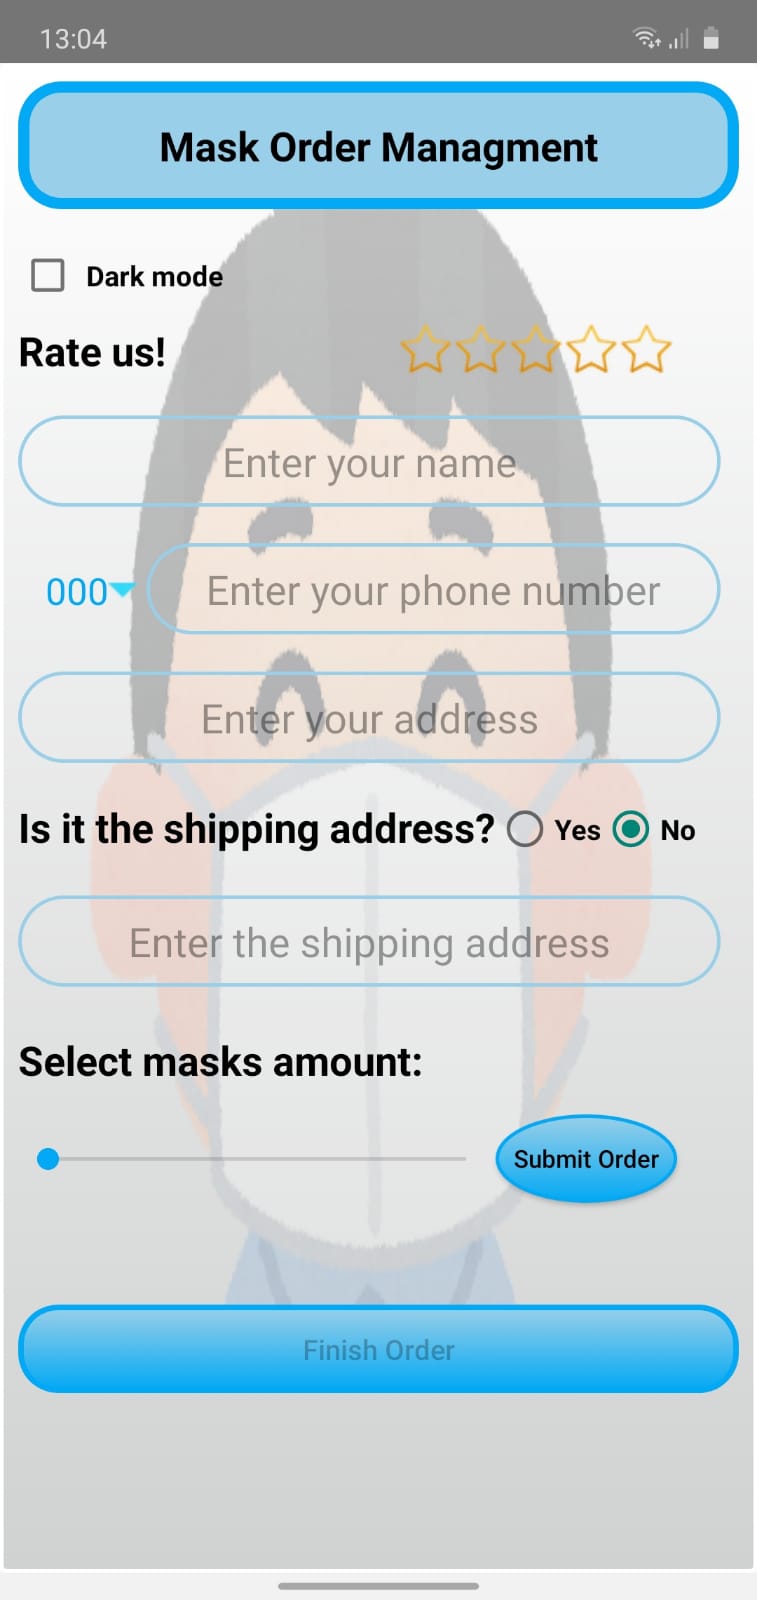 13:04
Mask Order Managment
Dark mode
Rate us!
Enter your name
000 Enter your phone number
Enter your address
Is it the shipping address? Yes No
Enter the shipping address
Select masks amount:
Submit Order
Finish Order